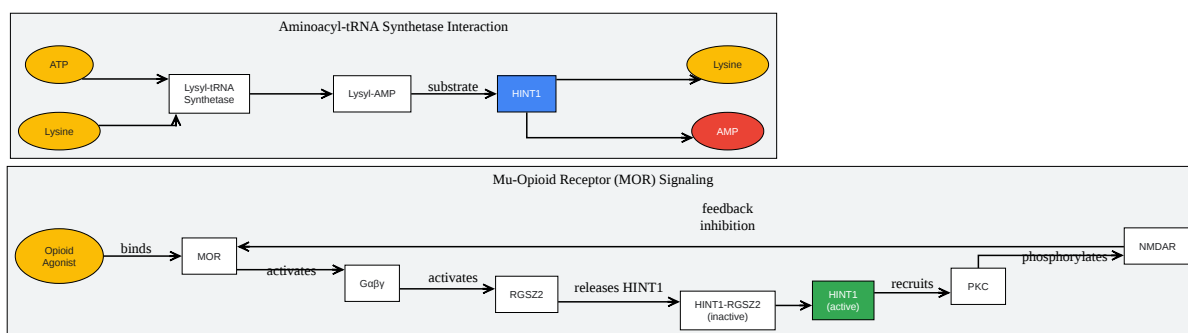 Aminoacyl-tRNA Synthetase Interaction
ATP
Lysine
Lysyl-tRNA
Synthetase
Lysyl-AMP
substrate
HINT1
Lysine
AMP
Mu-Opioid Receptor (MOR) Signaling
feedback
inhibition
Opioid
Agonist
binds
MOR
activates
Gαβγ
activates
RGSZ2
releases HINT1
HINT1-RGSZ2
(inactive)
HINT1
(active)
recruits
PKC
phosphorylates
NMDAR